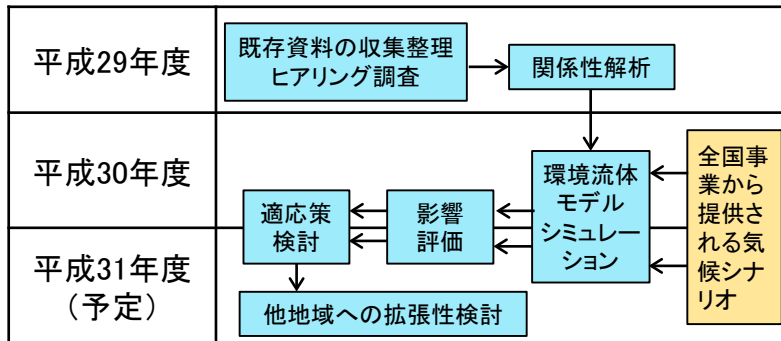 平成29年度
既存資料の収集整理
ヒアリング調査
関係性解析
平成30年度
環境流体
モデル
シミュレー
ション
全国事
業から
提供さ
れる気
候シナ
リオ
影響
評価
適応策
検討
平成31年度
（予定）
他地域への拡張性検討